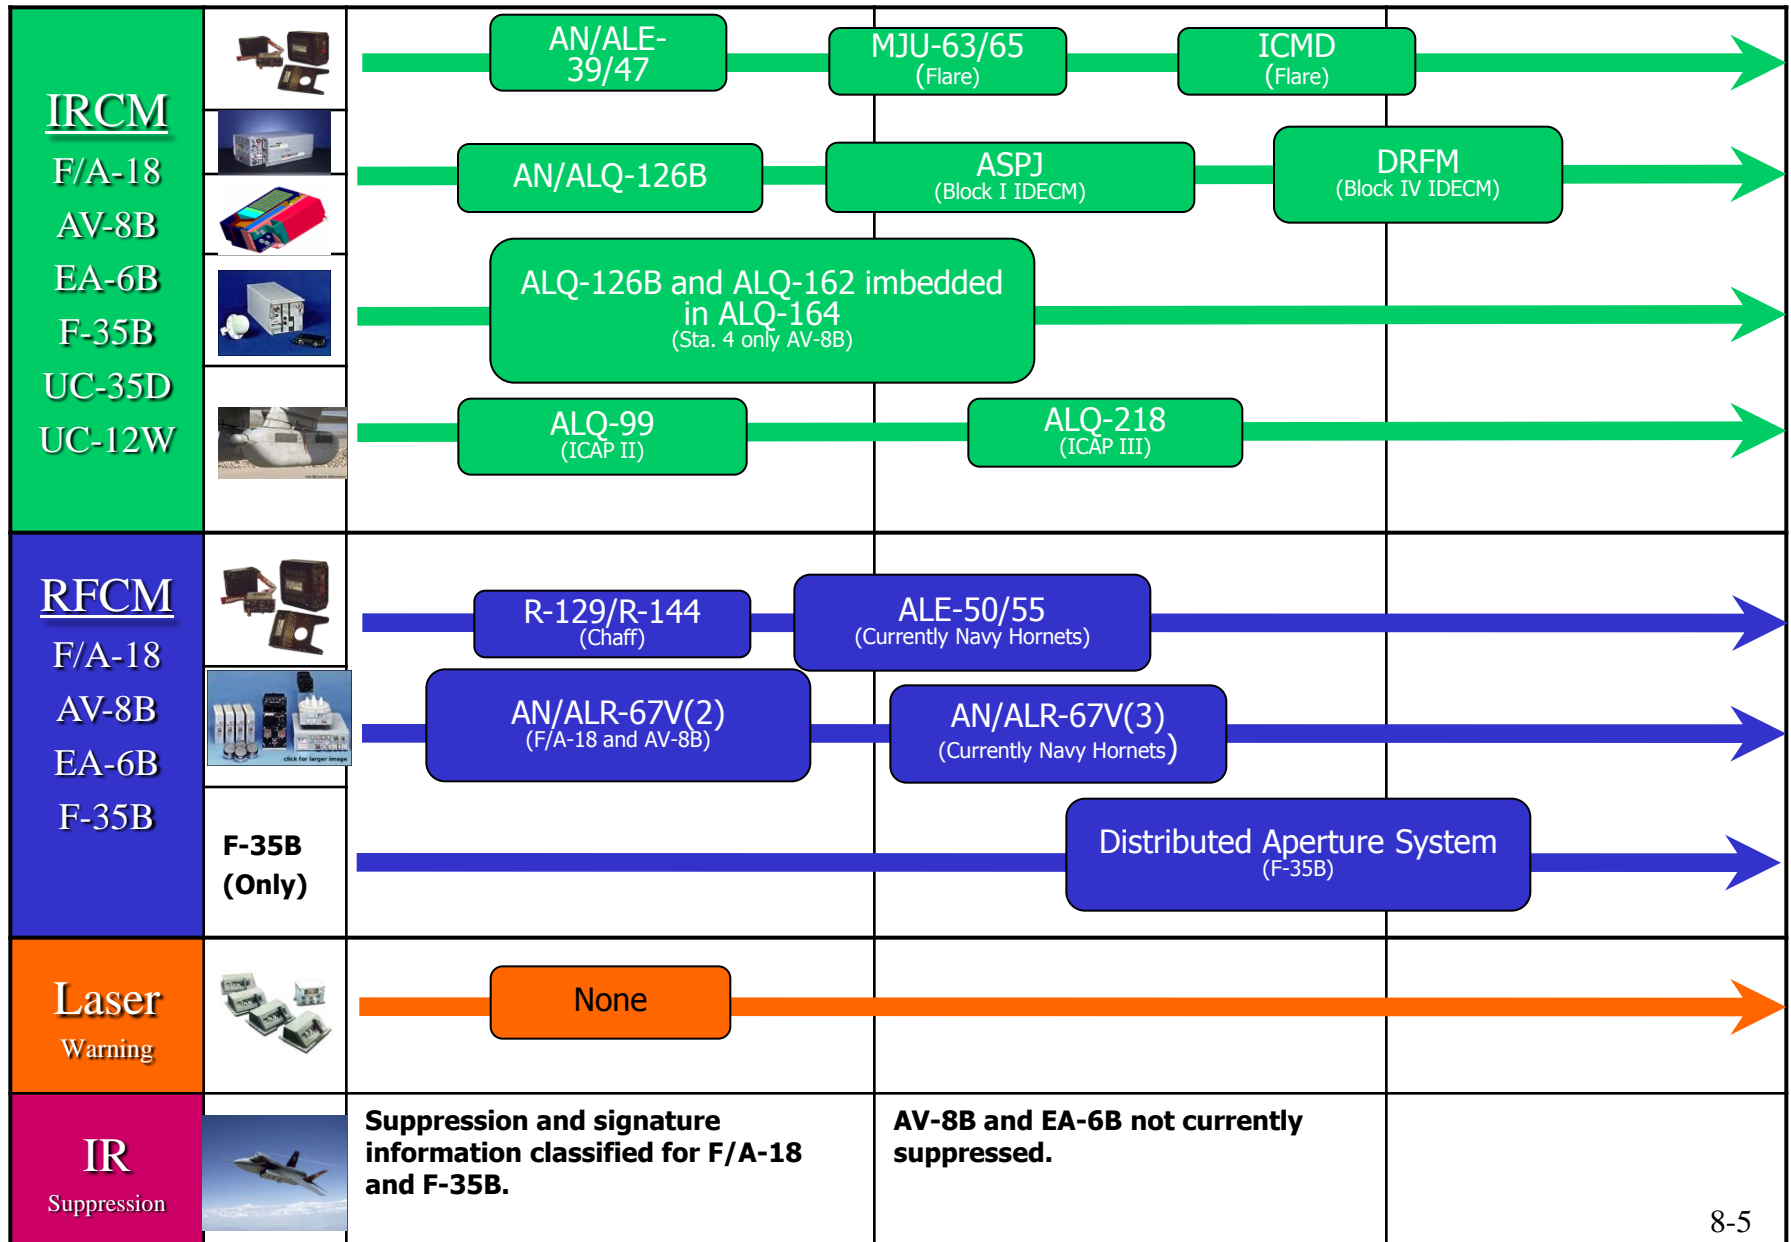 IRCM
F/A-18
AV-8B
EA-6B
F-35B
UC-35D
UC-12W
AN/ALE-
39/47
MJU-63/65
(Flare)
ICMD
(Flare)
AN/ALQ-126B
ASPJ
(Block I IDECM)
DRFM
(Block IV IDECM)
ALQ-126B and ALQ-162 imbedded
in ALQ-164
(Sta. 4 only AV-8B)
ALQ-99
(ICAP II)
ALQ-218
(ICAP III)
RFCM
F/A-18
AV-8B
EA-6B
F-35B
R-129/R-144
(Chaff)
ALE-50/55
(Currently Navy Hornets)
click for larger image
AN/ALR-67V(2)
(F/A-18 and AV-8B)
AN/ALR-67V(3)
(Currently Navy Hornets)
F-35B
(Only)
Distributed Aperture System
(F-35B)
Laser
Warning
None
IR
Suppression
Suppression and signature
information classified for F/A-18
and F-35B.
AV-8B and EA-6B not currently
suppressed.
8-5